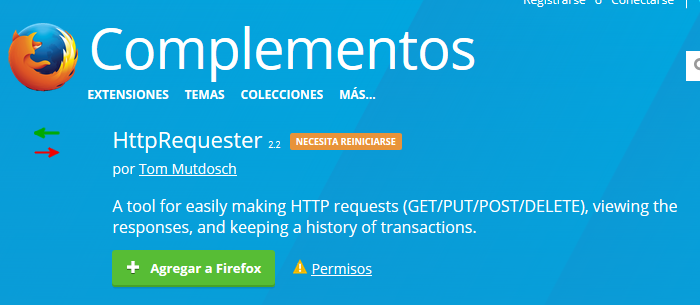 Registrarse o Conectarse
Complementos
EXTENSIONES TEMAS COLECCIONES MÁS...
HttpRequester 2.2 NECESITA REINICIARSE
por Tom Mutdosch
A tool for easily making HTTP requests (GET/PUT/POST/DELETE), viewing the
responses, and keeping a history of transactions.
+ Agregar a Firefox Permisos